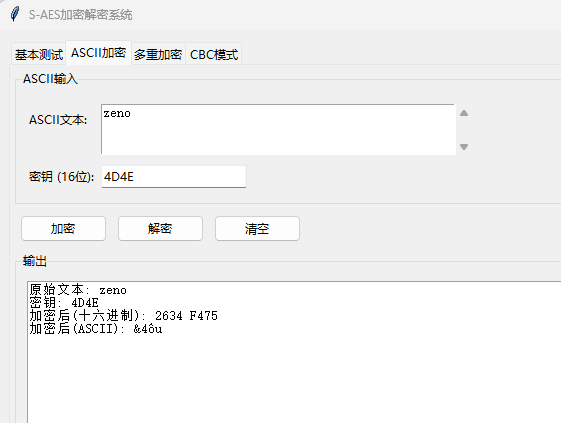 S-AES加密解密系统
基本测试 ASCII加密 多重加密 CBC模式
ASCII输入
ASCII文本: zeno
密钥 (16位): 4D4E
加密 解密 清空
输出
原始文本: zeno
密钥: 4D4E
加密后(十六进制): 2634 F475
加密后(ASCII): &4ôu